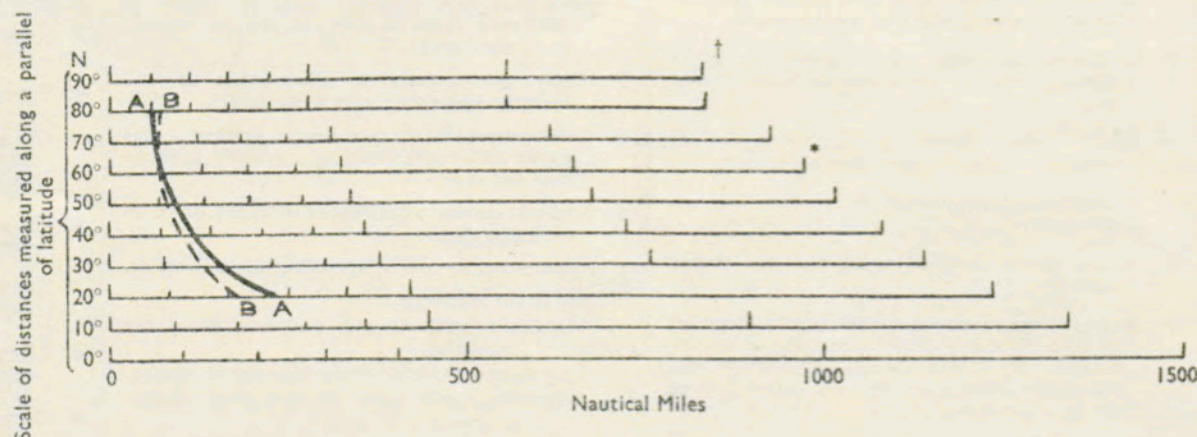 Scale of distances measured along a parallel
of latitude
N
†
90°
A B
80°
70°
*
60°
50°
40°
30°
20°
B A
10°
0°
0 500 1000 1500
Nautical Miles